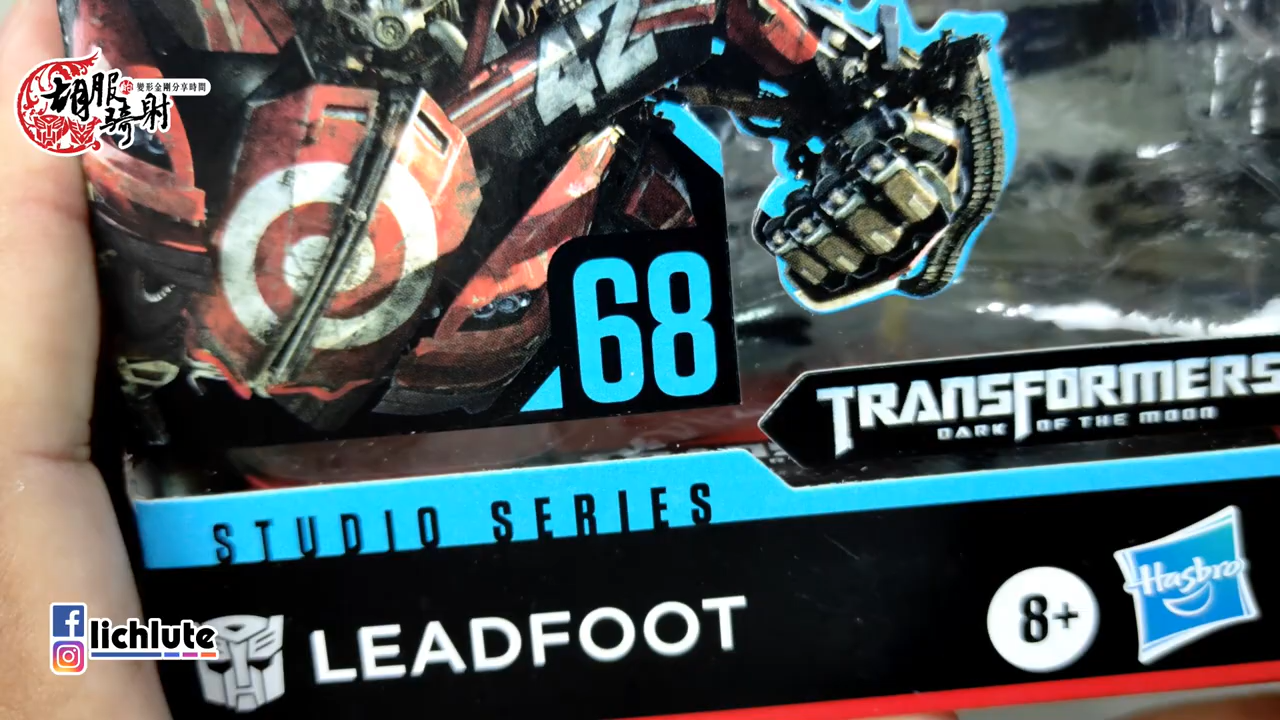 42
胡服騎射
的變形金剛分享時間
68
TRANSFORMERS
DARK OF THE MOON
STUDIO SERIES
LEADFOOT
8+
Hasbro
lichlute